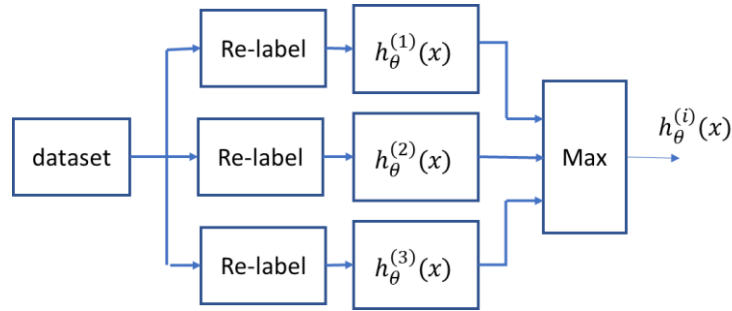 Re-label
h_θ^(1)(x)
dataset
Re-label
h_θ^(2)(x)
Max
h_θ^(i)(x)
Re-label
h_θ^(3)(x)